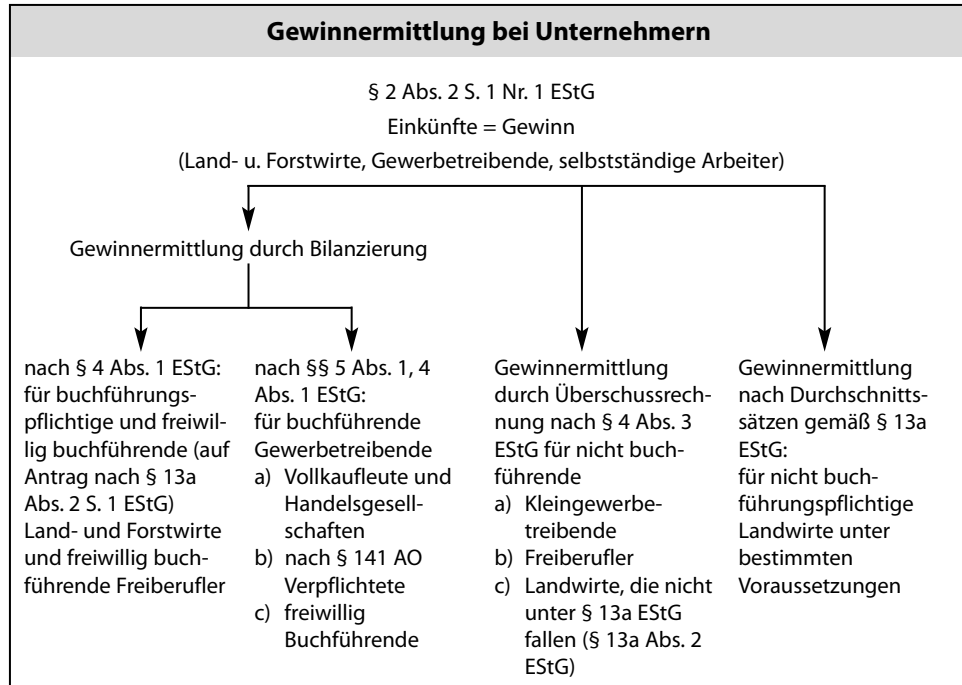 Gewinnermittlung bei Unternehmern
§ 2 Abs. 2 S. 1 Nr. 1 EStG
Einkünfte = Gewinn
(Land- u. Forstwirte, Gewerbetreibende, selbstständige Arbeiter)
Gewinnermittlung durch Bilanzierung
nach § 4 Abs. 1 EStG:
für buchführungs-
pflichtige und freiwil-
lig buchführende (auf
Antrag nach § 13a
Abs. 2 S. 1 EStG)
Land- und Forstwirte
und freiwillig buch-
führende Freiberufler
nach §§ 5 Abs. 1, 4
Abs. 1 EStG:
für buchführende
Gewerbetreibende
a) Vollkaufleute und
Handelsgesell-
schaften
b) nach § 141 AO
Verpflichtete
c) freiwillig
Buchführende
Gewinnermittlung
durch Überschussrech-
nung nach § 4 Abs. 3
EStG für nicht buch-
führende
a) Kleingewerbe-
treibende
b) Freiberufler
c) Landwirte, die nicht
unter § 13a EStG
fallen (§ 13a Abs. 2
EStG)
Gewinnermittlung
nach Durchschnitts-
sätzen gemäß § 13a
EStG:
für nicht buch-
führungspflichtige
Landwirte unter
bestimmten
Voraussetzungen